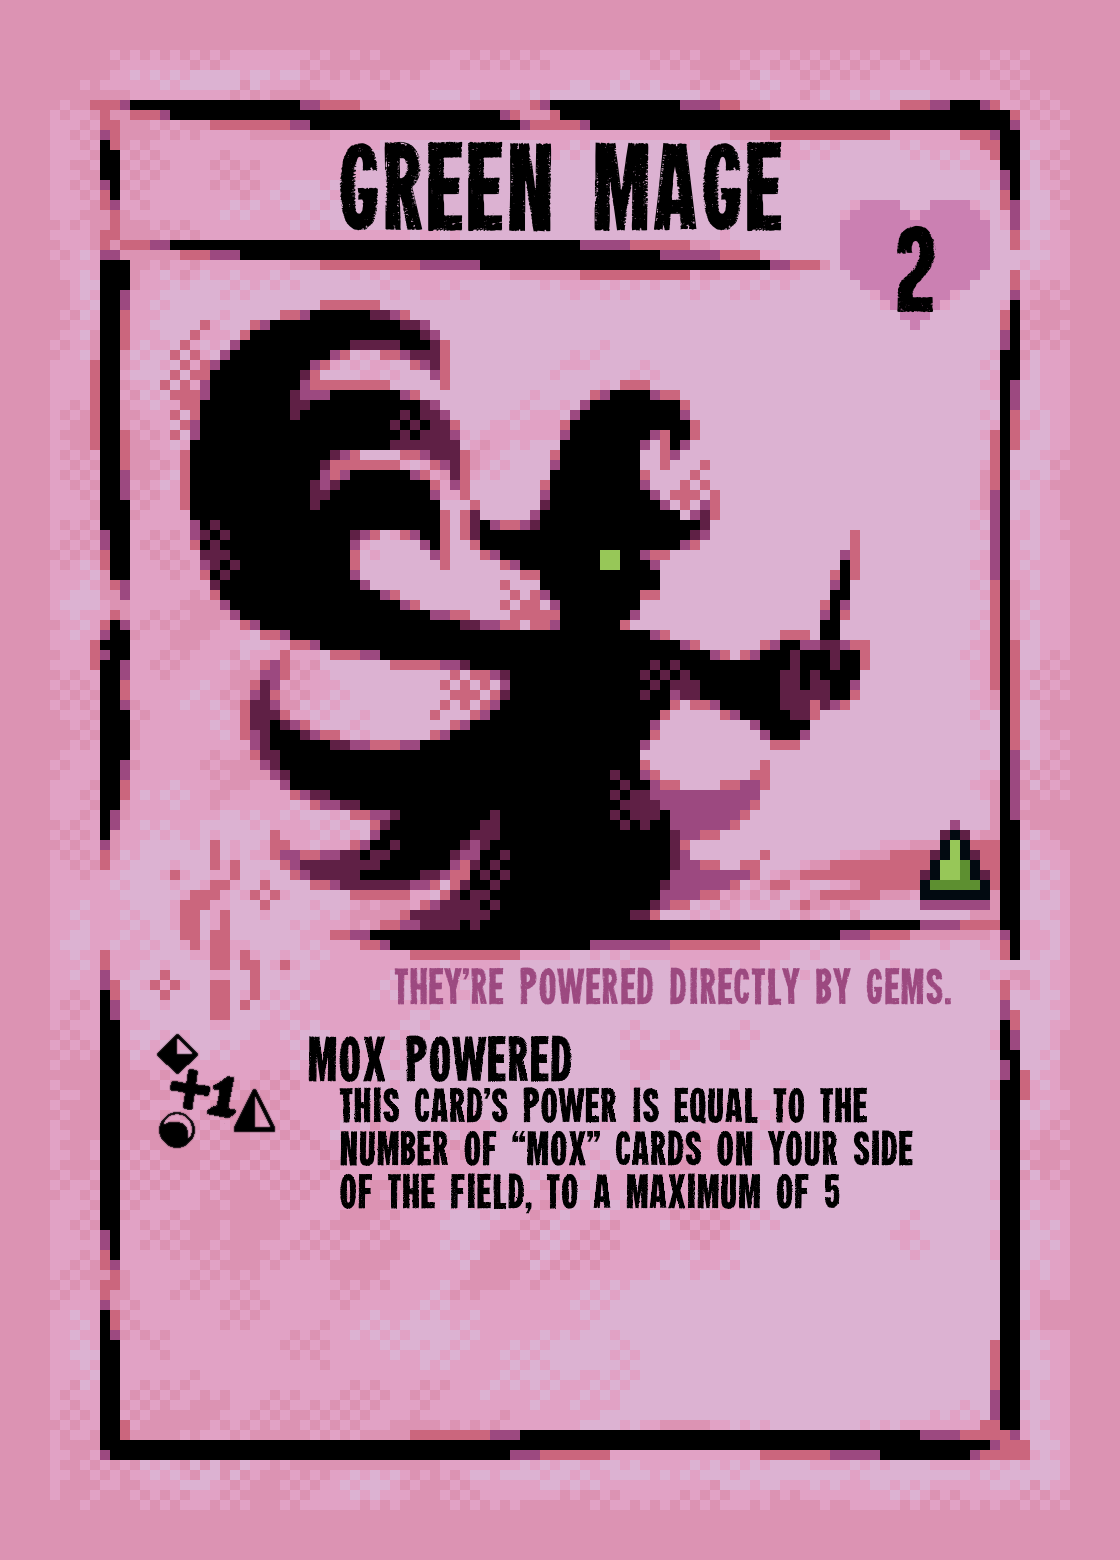 GREEN MAGE
2
THEY’RE POWERED DIRECTLY BY GEMS.
+1
MOX POWERED
THIS CARD’S POWER IS EQUAL TO THE
NUMBER OF “MOX” CARDS ON YOUR SIDE
OF THE FIELD, TO A MAXIMUM OF 5